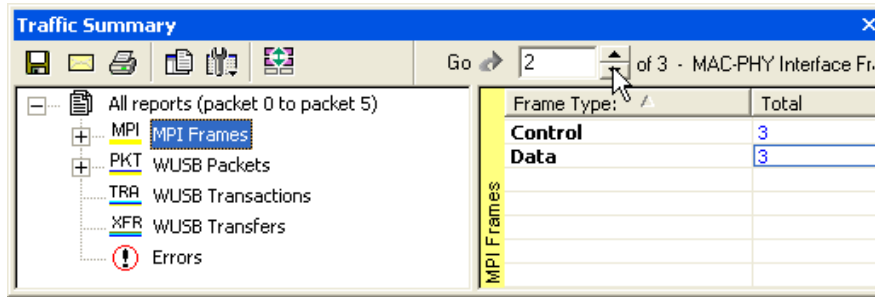 Traffic Summary
Go 2 of 3 - MAC-PHY Interface Fr
All reports (packet 0 to packet 5)
MPI MPI Frames
PKT WUSB Packets
TRA WUSB Transactions
XFR WUSB Transfers
Errors
MPI Frames
Frame Type: Total
Control 3
Data 3